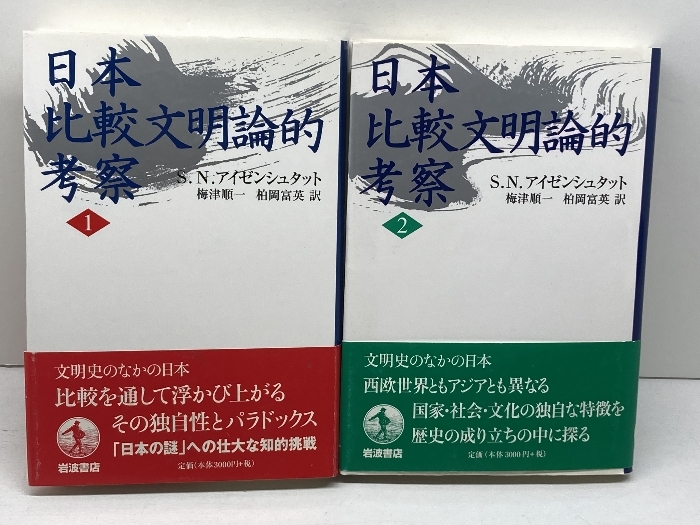 日本
比較文明論的
考察
S.N.アイゼンシュタット
梅津順一 柏岡富英 訳
1
文明史のなかの日本
比較を通して浮かび上がる
その独自性とパラドックス
「日本の謎」への壮大な知的挑戦
岩波書店
定価(本体3000円+税)
日本
比較文明論的
考察
S.N.アイゼンシュタット
梅津順一 柏岡富英 訳
2
文明史のなかの日本
西欧世界ともアジアとも異なる
国家・社会・文化の独自な特徴を
歴史の成り立ちの中に探る
岩波書店
定価(本体3000円+税)